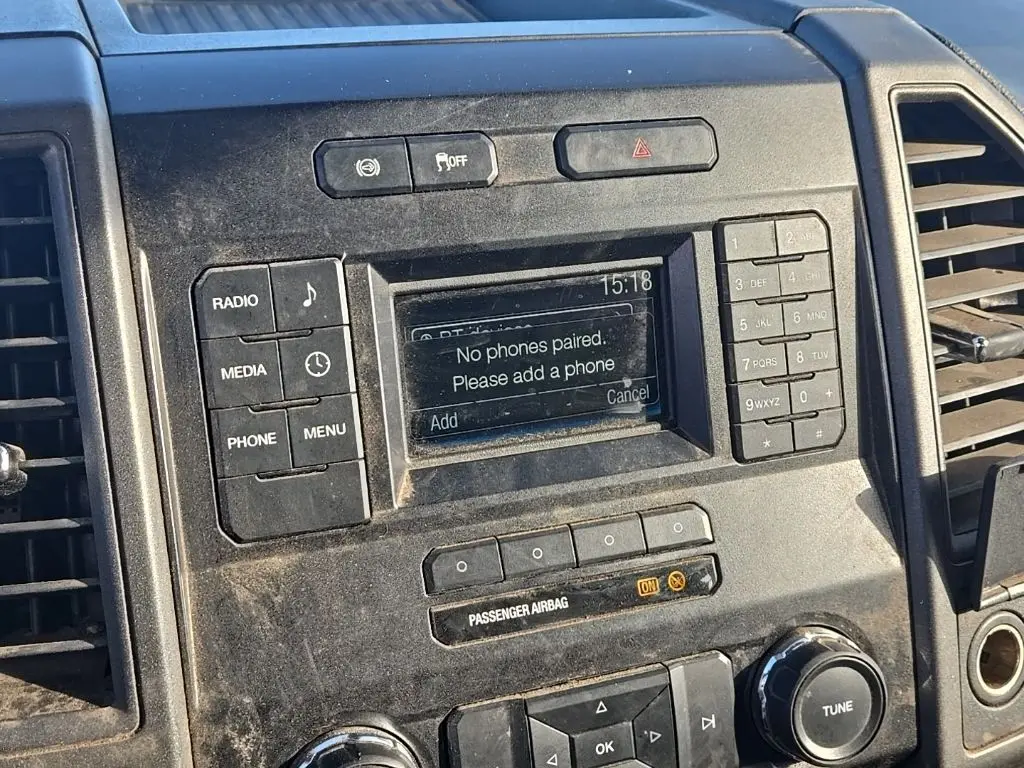 OFF
RADIO
MEDIA
PHONE
MENU
15:18
BT devices
No phones paired.
Please add a phone
Add
Cancel
1
2 ABC
3 DEF
4 GHI
5 JKL
6 MNO
7 PQRS
8 TUV
9 WXYZ
0 +
*
#
PASSENGER AIRBAG
ON
OK
TUNE